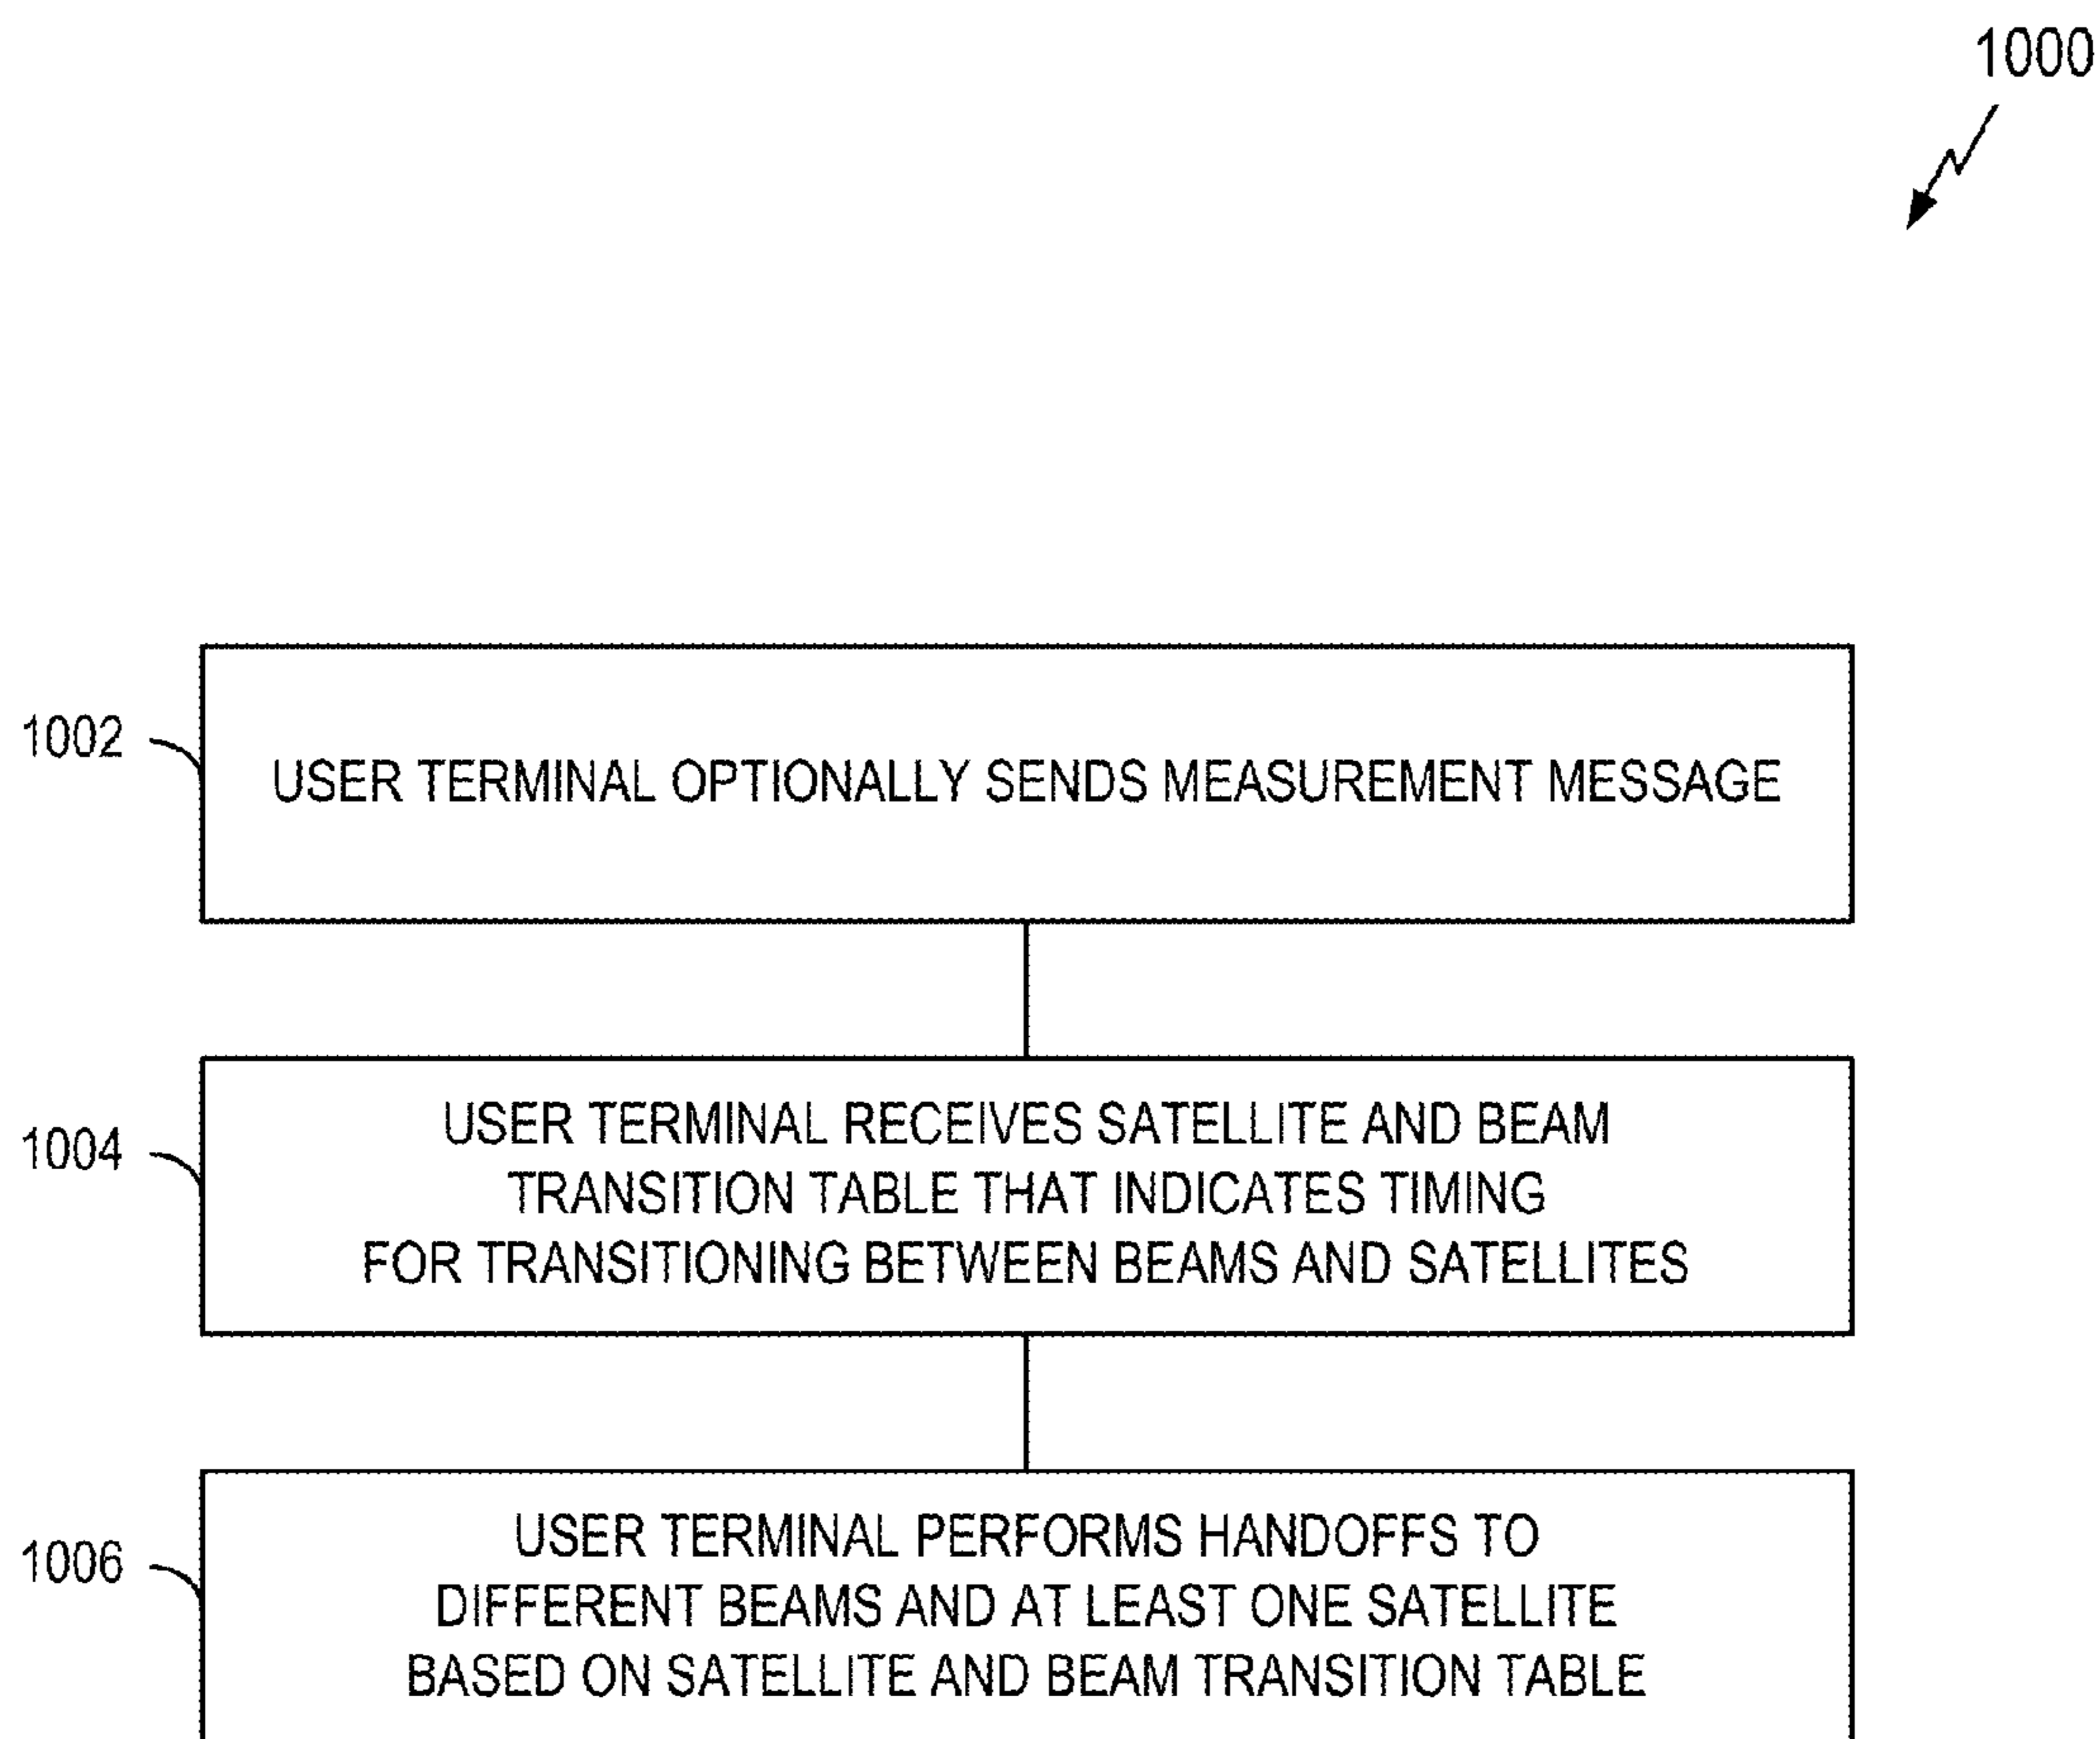 1000
1002
USER TERMINAL OPTIONALLY SENDS MEASUREMENT MESSAGE
1004
USER TERMINAL RECEIVES SATELLITE AND BEAM
TRANSITION TABLE THAT INDICATES TIMING
FOR TRANSITIONING BETWEEN BEAMS AND SATELLITES
1006
USER TERMINAL PERFORMS HANDOFFS TO
DIFFERENT BEAMS AND AT LEAST ONE SATELLITE
BASED ON SATELLITE AND BEAM TRANSITION TABLE